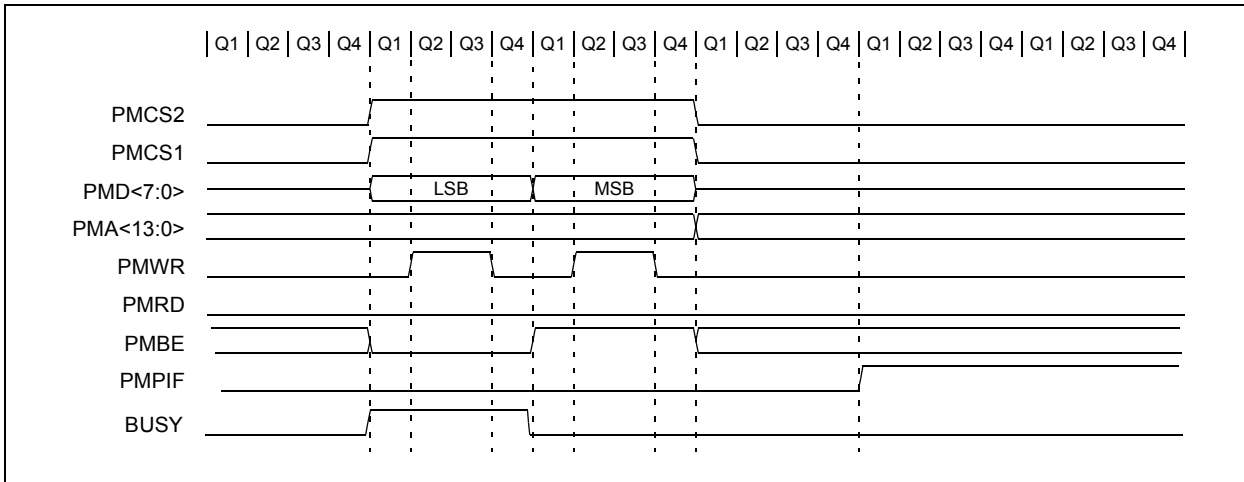 Q1 Q2 Q3 Q4 Q1 Q2 Q3 Q4 Q1 Q2 Q3 Q4 Q1 Q2 Q3 Q4 Q1 Q2 Q3 Q4 Q1 Q2 Q3 Q4
PMCS2
PMCS1
PMD<7:0> LSB MSB
PMA<13:0>
PMWR
PMRD
PMBE
PMPIF
BUSY